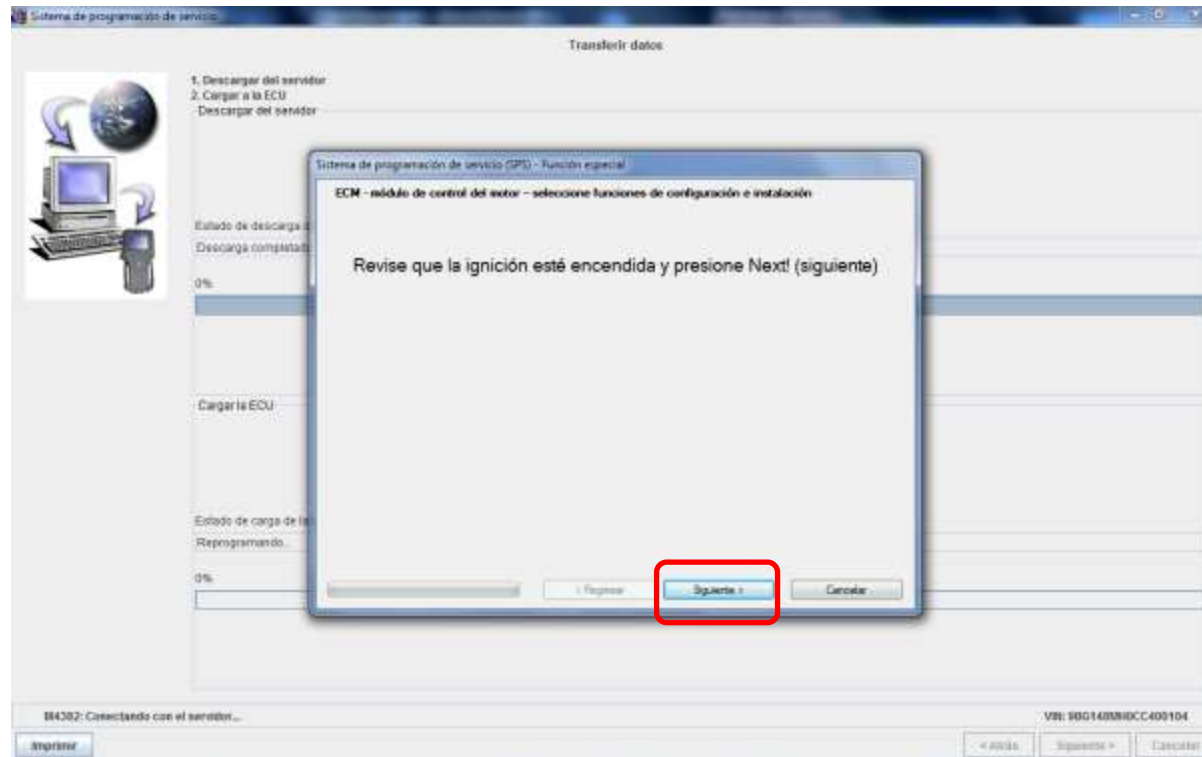 Sistema de programación de servicio
Transferir datos
1. Descargar del servidor
2. Cargar a la ECU
Descargar del servidor
Sistema de programación de servicio (SPS) - Función especial
ECM - módulo de control del motor – seleccione funciones de configuración e instalación
Estado de descarga
Descarga completada
Revise que la ignición esté encendida y presione Next! (siguiente)
0%
Cargar la ECU
Estado de carga de la
Reprogramando..
0%
< Regresar
Siguiente >
Cancelar
Conectando con el servidor...
VIN:
Imprimir
< Atrás
Siguiente >
Cancelar